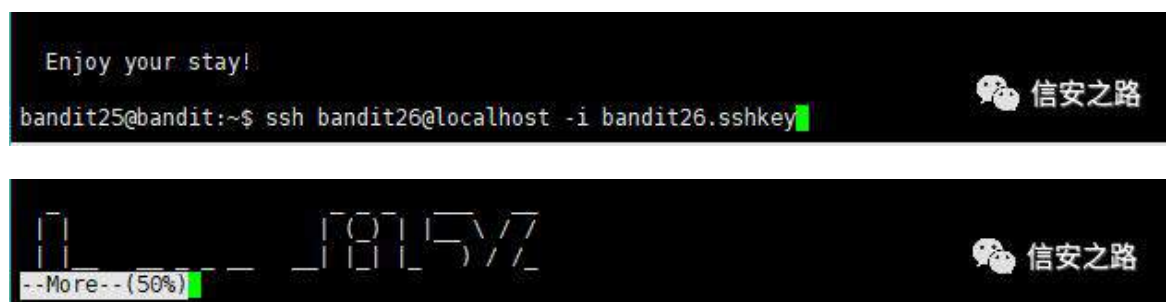 Enjoy your stay!
信安之路
bandit25@bandit:~$ ssh bandit26@localhost -i bandit26.sshkey
信安之路
--More--(50%)